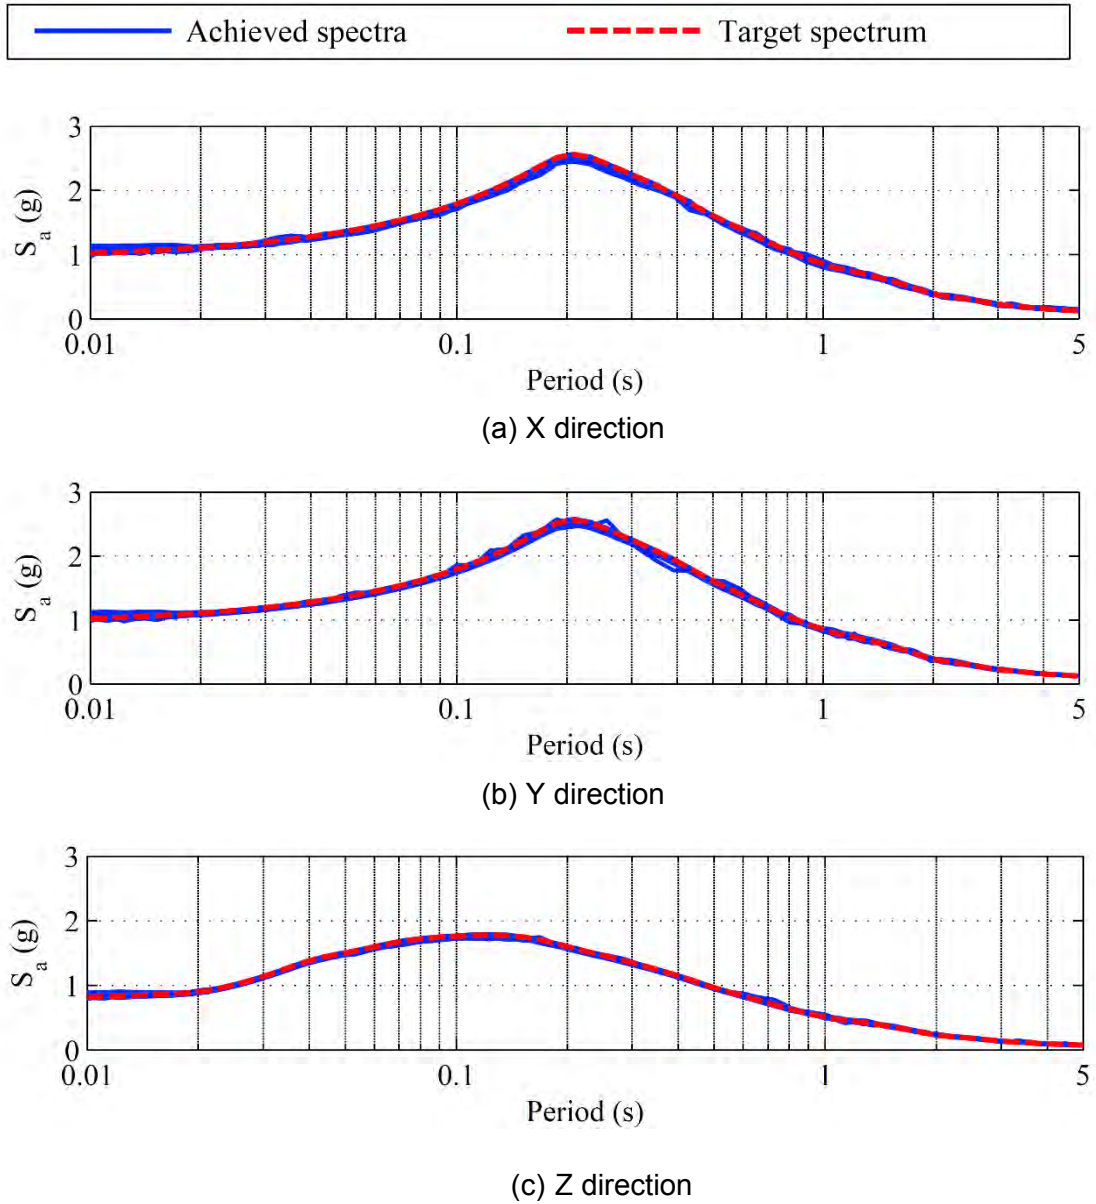 Achieved spectra Target spectrum
3
2
1
0
S_a (g)
0.01 0.1 1 5
Period (s)
(a) X direction
3
2
1
0
S_a (g)
0.01 0.1 1 5
Period (s)
(b) Y direction
3
2
1
0
S_a (g)
0.01 0.1 1 5
Period (s)
(c) Z direction